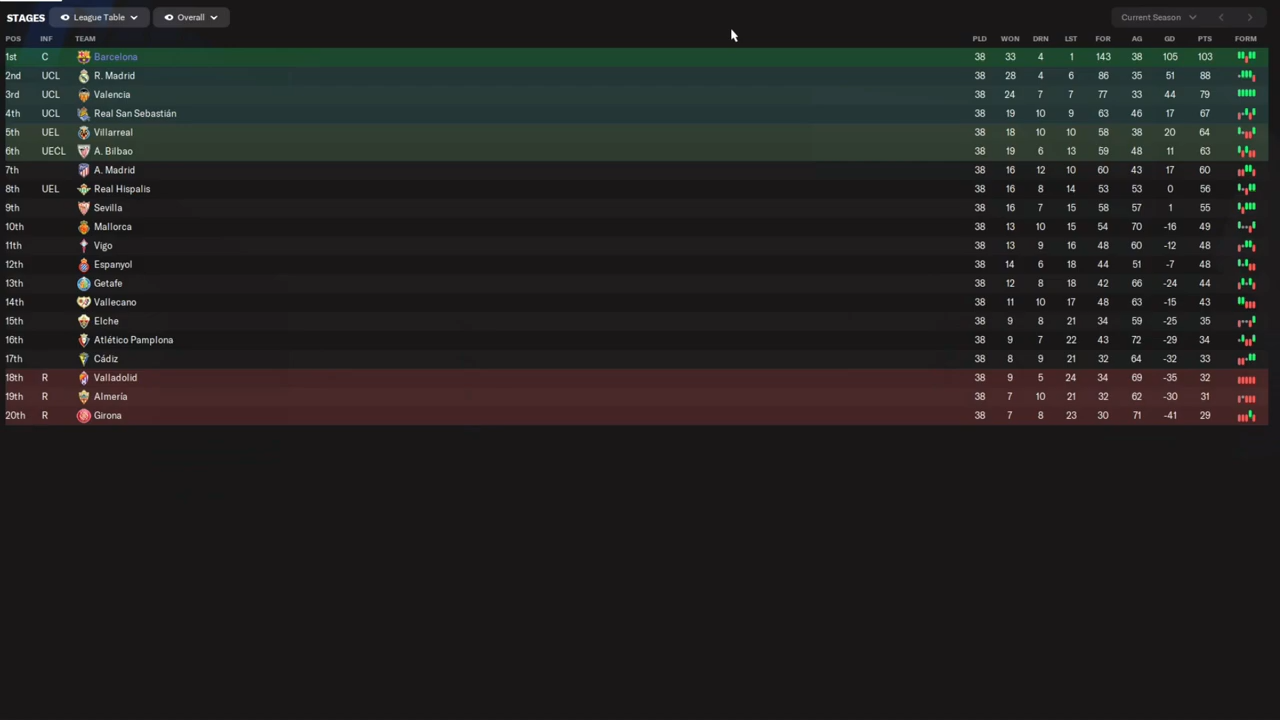 STAGES League Table Overall Current Season
POS INF TEAM PLD WON DRN LST FOR AG GD PTS FORM
1st C Barcelona 38 33 4 1 143 38 105 103
2nd UCL R. Madrid 38 28 4 6 86 35 51 88
3rd UCL Valencia 38 24 7 7 77 33 44 79
4th UCL Real San Sebastián 38 19 10 9 63 46 17 67
5th UEL Villarreal 38 18 10 10 58 38 20 64
6th UECL A. Bilbao 38 19 6 13 59 48 11 63
7th A. Madrid 38 16 12 10 60 43 17 60
8th UEL Real Hispalis 38 16 8 14 53 53 0 56
9th Sevilla 38 16 7 15 58 57 1 55
10th Mallorca 38 13 10 15 54 70 -16 49
11th Vigo 38 13 9 16 48 60 -12 48
12th Espanyol 38 14 6 18 44 51 -7 48
13th Getafe 38 12 8 18 42 66 -24 44
14th Vallecano 38 11 10 17 48 63 -15 43
15th Elche 38 9 8 21 34 59 -25 35
16th Atlético Pamplona 38 9 7 22 43 72 -29 34
17th Cádiz 38 8 9 21 32 64 -32 33
18th R Valladolid 38 9 5 24 34 69 -35 32
19th R Almería 38 7 10 21 32 62 -30 31
20th R Girona 38 7 8 23 30 71 -41 29